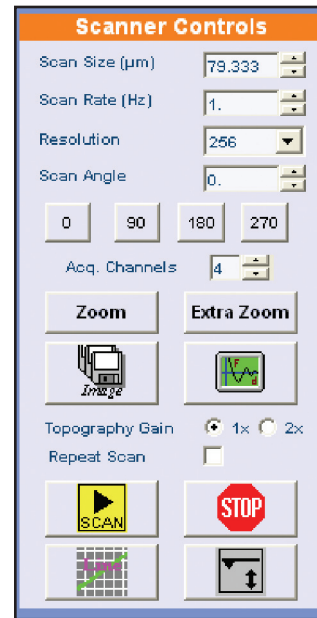 Scanner Controls
Scan Size (µm) 79.333
Scan Rate (Hz) 1.
Resolution 256
Scan Angle 0.
0 90 180 270
Acq. Channels 4
Zoom Extra Zoom
Image
Topography Gain 1x 2x
Repeat Scan
SCAN STOP
Line